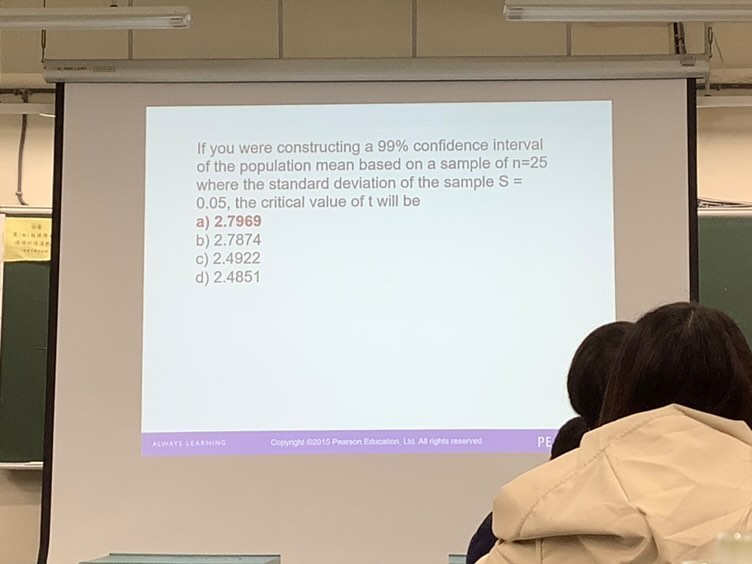 If you were constructing a 99% confidence interval
of the population mean based on a sample of n=25
where the standard deviation of the sample S =
0.05, the critical value of t will be
a) 2.7969
b) 2.7874
c) 2.4922
d) 2.4851
ALWAYS LEARNING
Copyright ©2015 Pearson Education, Ltd. All rights reserved
PE